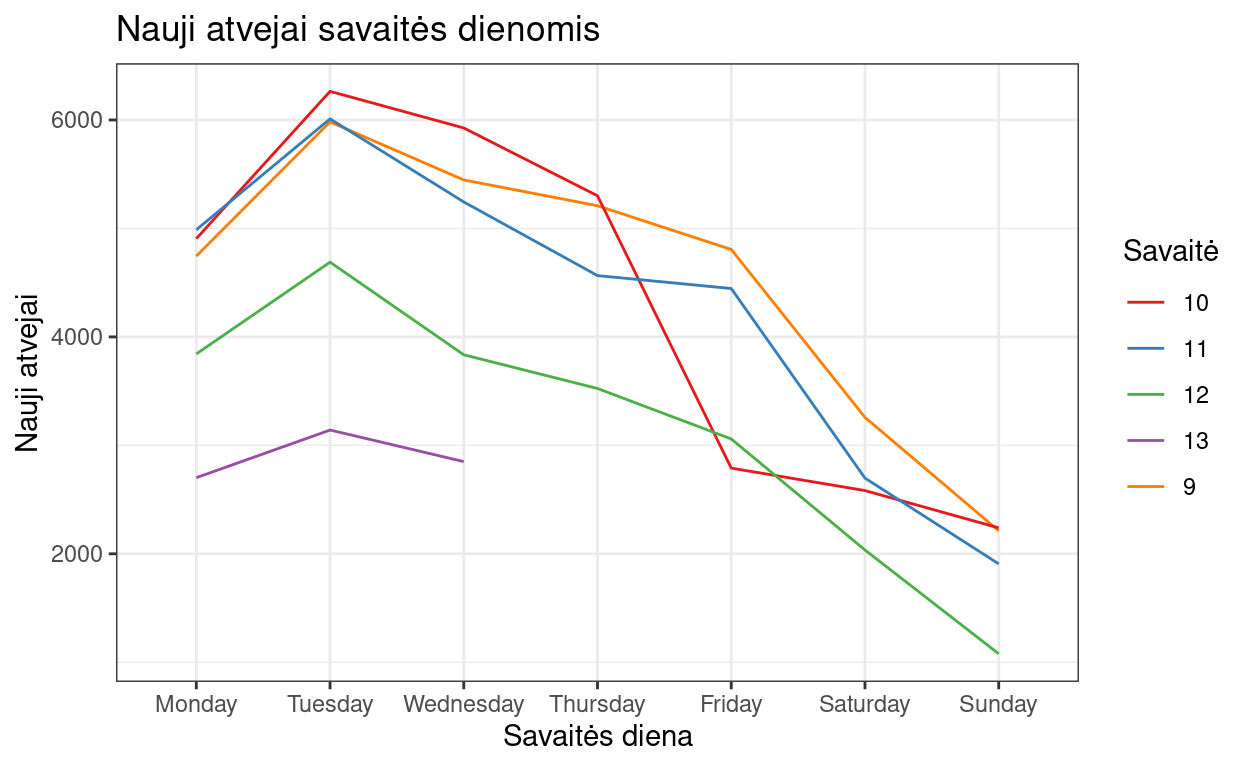 Nauji atvejai savaitės dienomis
Nauji atvejai
6000
4000
2000
Monday Tuesday Wednesday Thursday Friday Saturday Sunday
Savaitės diena
Savaitė
10
11
12
13
9